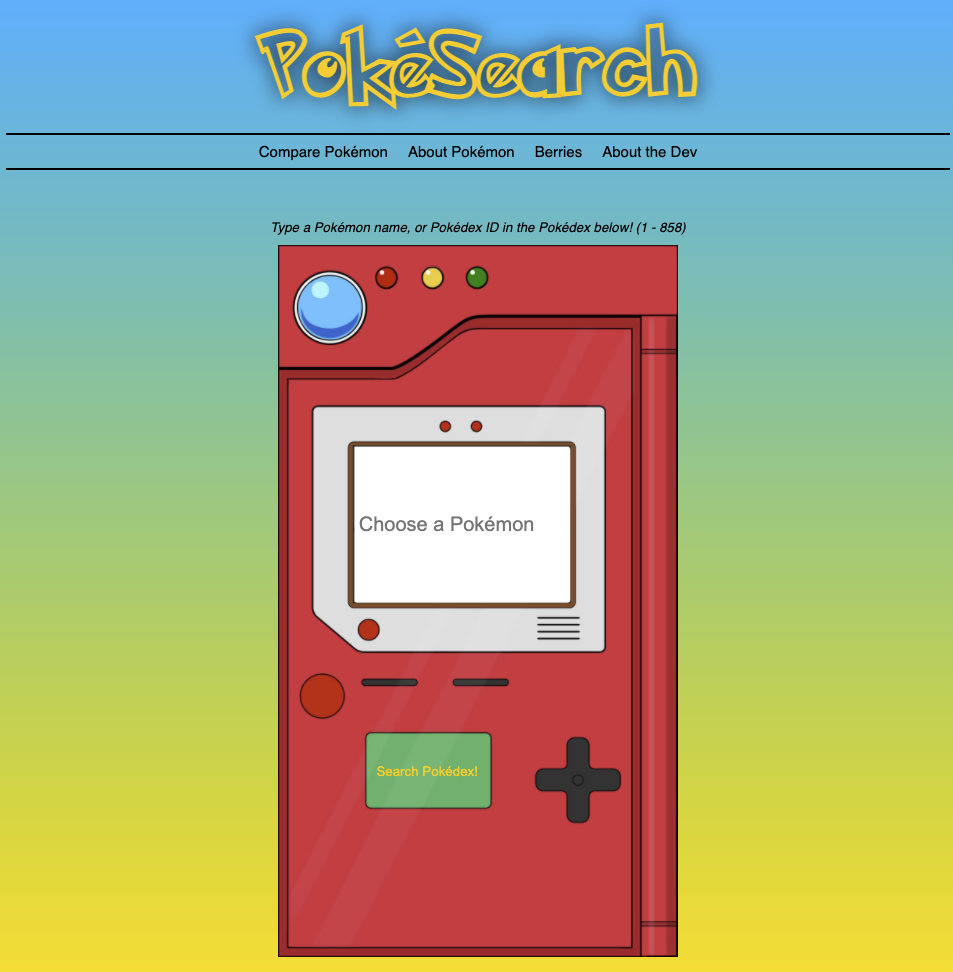 PokéSearch
Compare Pokémon About Pokémon Berries About the Dev
Type a Pokémon name, or Pokédex ID in the Pokédex below! (1 - 858)
Choose a Pokémon
Search Pokédex!